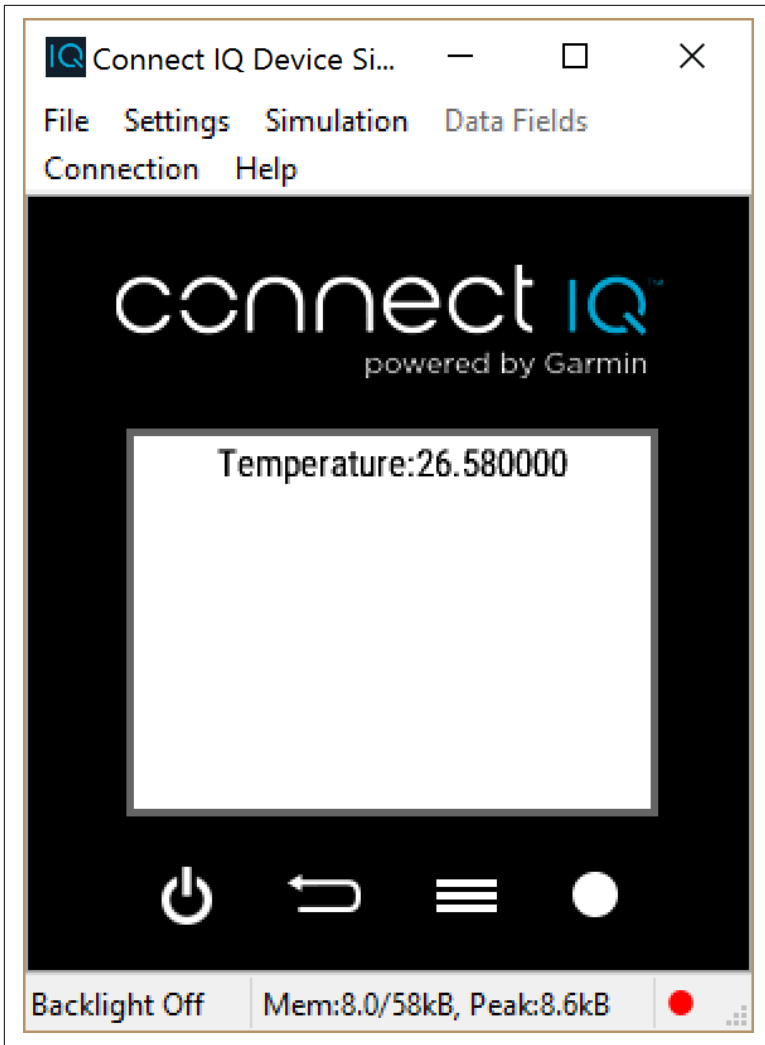 IQ Connect IQ Device Si...
File Settings Simulation Data Fields
Connection Help
connect IQ™
powered by Garmin
Temperature:26.580000
Backlight Off Mem:8.0/58kB, Peak:8.6kB